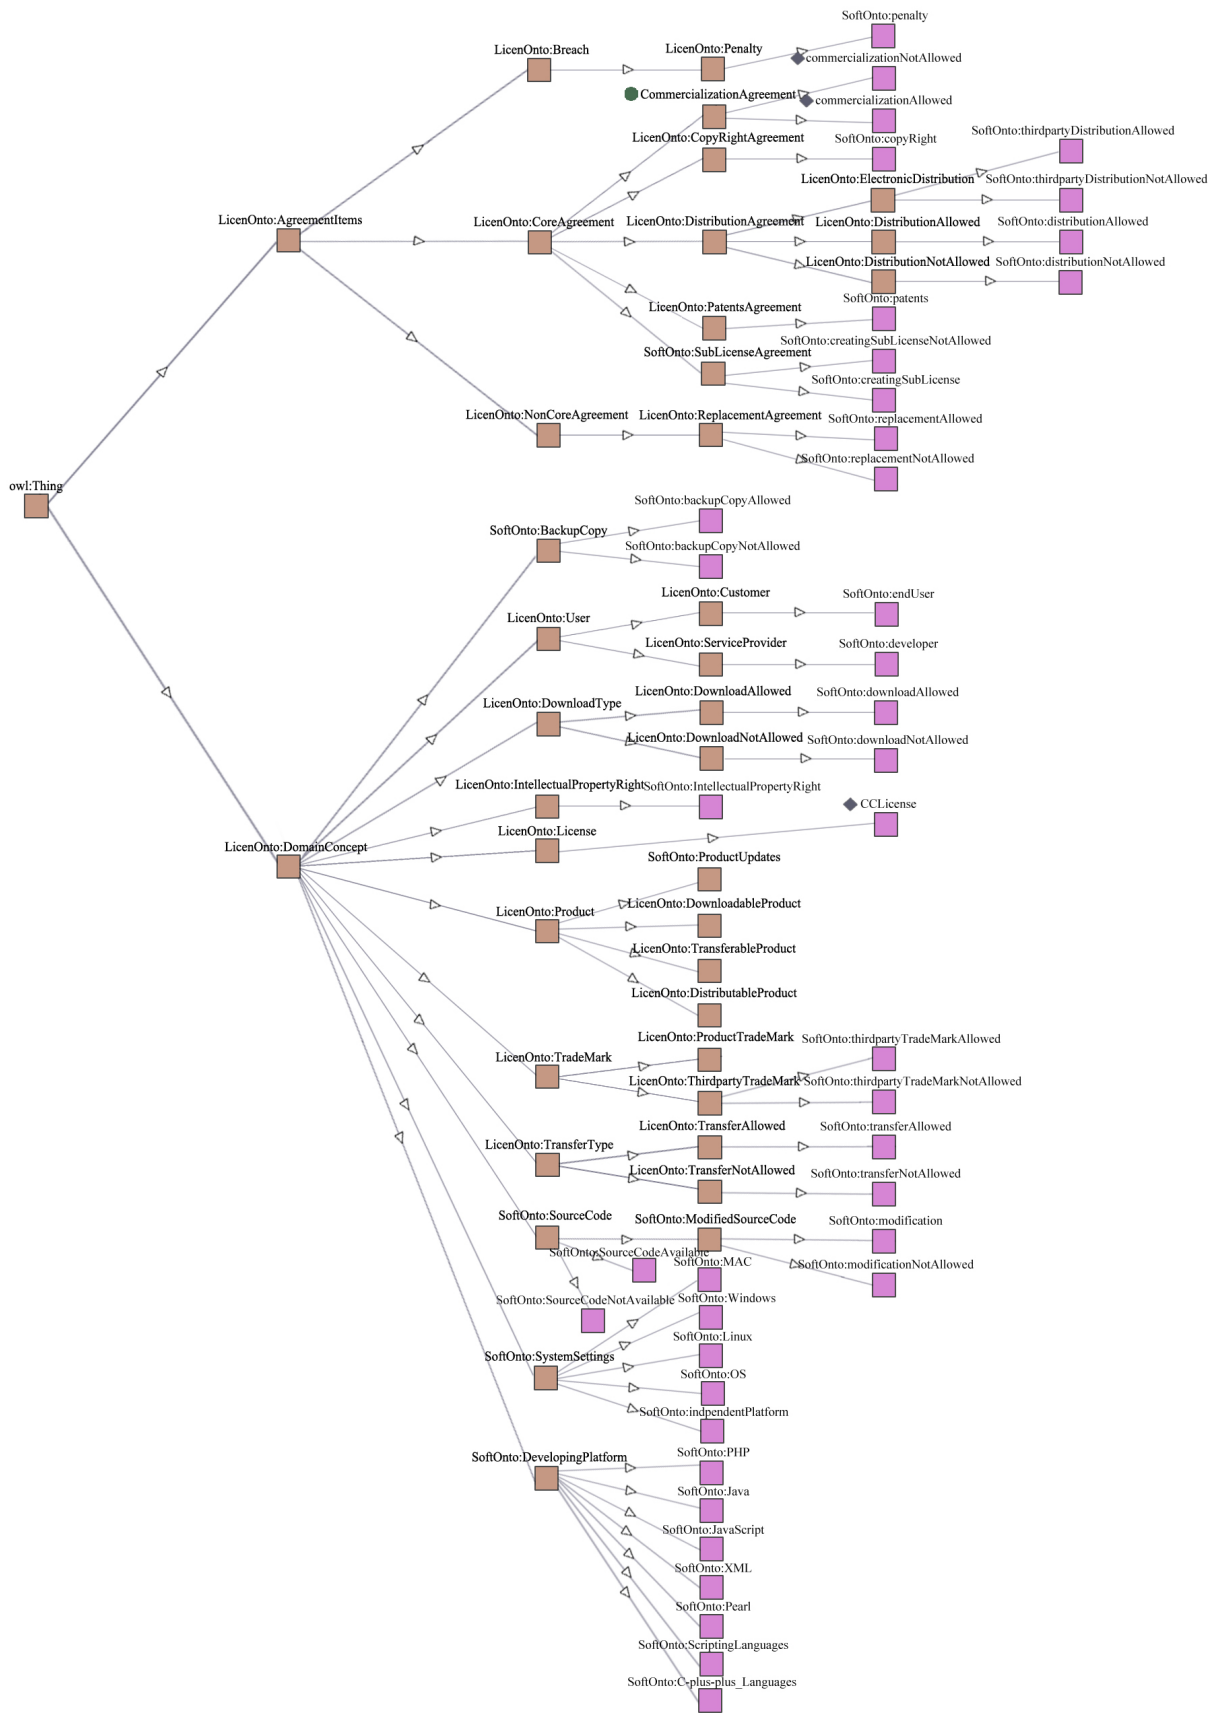 SoftOnto:penalty
LicenOnto:Breach
LicenOnto:Penalty
commercializationNotAllowed
CommercializationAgreement
commercializationAllowed
LicenOnto:CopyRightAgreement
SoftOnto:copyRight
SoftOnto:thirdpartyDistributionAllowed
LicenOnto:ElectronicDistribution
SoftOnto:thirdpartyDistributionNotAllowed
LicenOnto:AgreementItems
LicenOnto:CoreAgreement
LicenOnto:DistributionAgreement
LicenOnto:DistributionAllowed
SoftOnto:distributionAllowed
LicenOnto:DistributionNotAllowed
SoftOnto:distributionNotAllowed
LicenOnto:PatentsAgreement
SoftOnto:patents
SoftOnto:creatingSubLicenseNotAllowed
SoftOnto:SubLicenseAgreement
SoftOnto:creatingSubLicense
LicenOnto:NonCoreAgreement
LicenOnto:ReplacementAgreement
SoftOnto:replacementAllowed
SoftOnto:replacementNotAllowed
owl:Thing
SoftOnto:backupCopyAllowed
SoftOnto:BackupCopy
SoftOnto:backupCopyNotAllowed
LicenOnto:Customer
SoftOnto:endUser
LicenOnto:User
LicenOnto:ServiceProvider
SoftOnto:developer
LicenOnto:DownloadAllowed
SoftOnto:downloadAllowed
LicenOnto:DownloadType
LicenOnto:DownloadNotAllowed
SoftOnto:downloadNotAllowed
LicenOnto:IntellectualPropertyRight
SoftOnto:IntellectualPropertyRight
CCLicense
LicenOnto:License
LicenOnto:DomainConcept
SoftOnto:ProductUpdates
LicenOnto:Product
LicenOnto:DownloadableProduct
LicenOnto:TransferableProduct
LicenOnto:DistributableProduct
LicenOnto:ProductTradeMark
SoftOnto:thirdpartyTradeMarkAllowed
LicenOnto:TradeMark
LicenOnto:ThirdpartyTradeMark
SoftOnto:thirdpartyTradeMarkNotAllowed
LicenOnto:TransferAllowed
SoftOnto:transferAllowed
LicenOnto:TransferType
LicenOnto:TransferNotAllowed
SoftOnto:transferNotAllowed
SoftOnto:SourceCode
SoftOnto:ModifiedSourceCode
SoftOnto:modification
SoftOnto:SourceCodeAvailable
SoftOnto:MAC
SoftOnto:modificationNotAllowed
SoftOnto:SourceCodeNotAvailable
SoftOnto:Windows
SoftOnto:Linux
SoftOnto:SystemSettings
SoftOnto:OS
SoftOnto:indpendentPlatform
SoftOnto:PHP
SoftOnto:DevelopingPlatform
SoftOnto:Java
SoftOnto:JavaScript
SoftOnto:XML
SoftOnto:Pearl
SoftOnto:ScriptingLanguages
SoftOnto:C-plus-plus_Languages